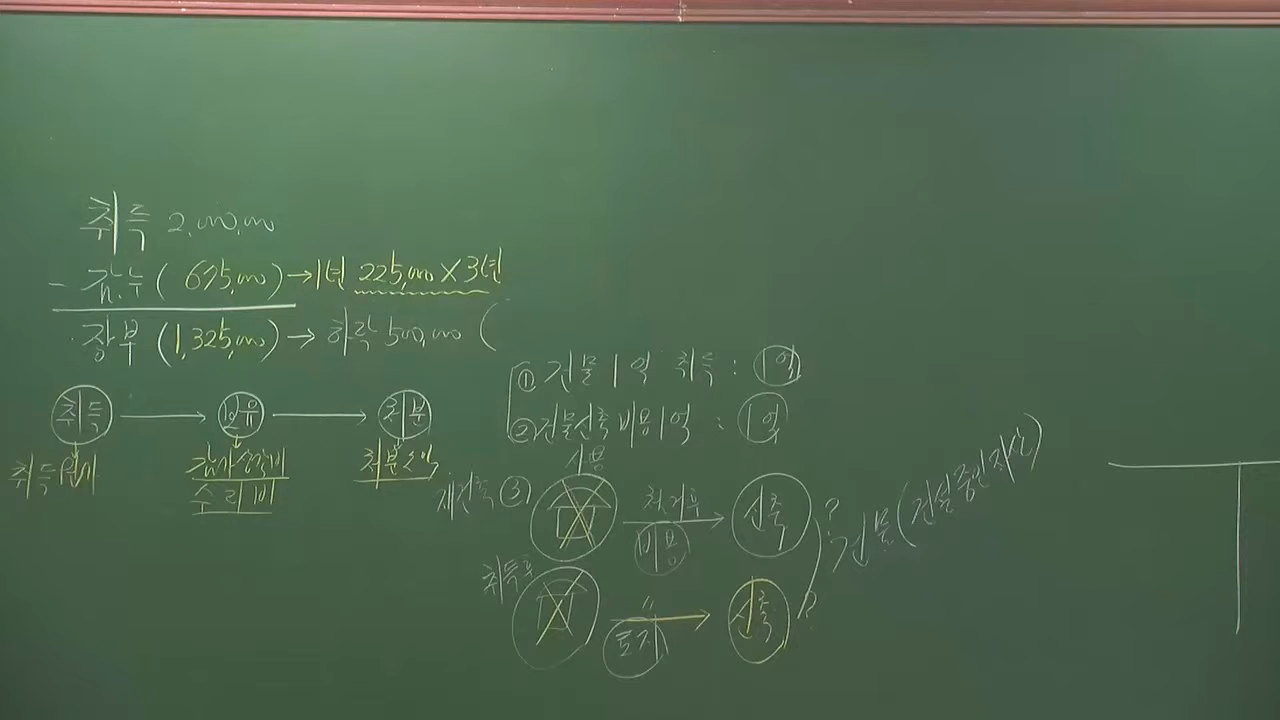 취득 2,000,000
- 감·누 ( 675,000 ) → 1년 225,000 × 3년
장부 (1,325,000) → 하락 500,000 (
취득 → 보유 → 처분
취득원가 감가상각비 처분손익
수리비
① 건물 1억 취득 : 1억
② 건물신축비용 1억 : 1억
사용
재건축 ③ 철거후 신축 ?
비용
건물 (건설중인자산)
취득후 〃 신축 ?
토지